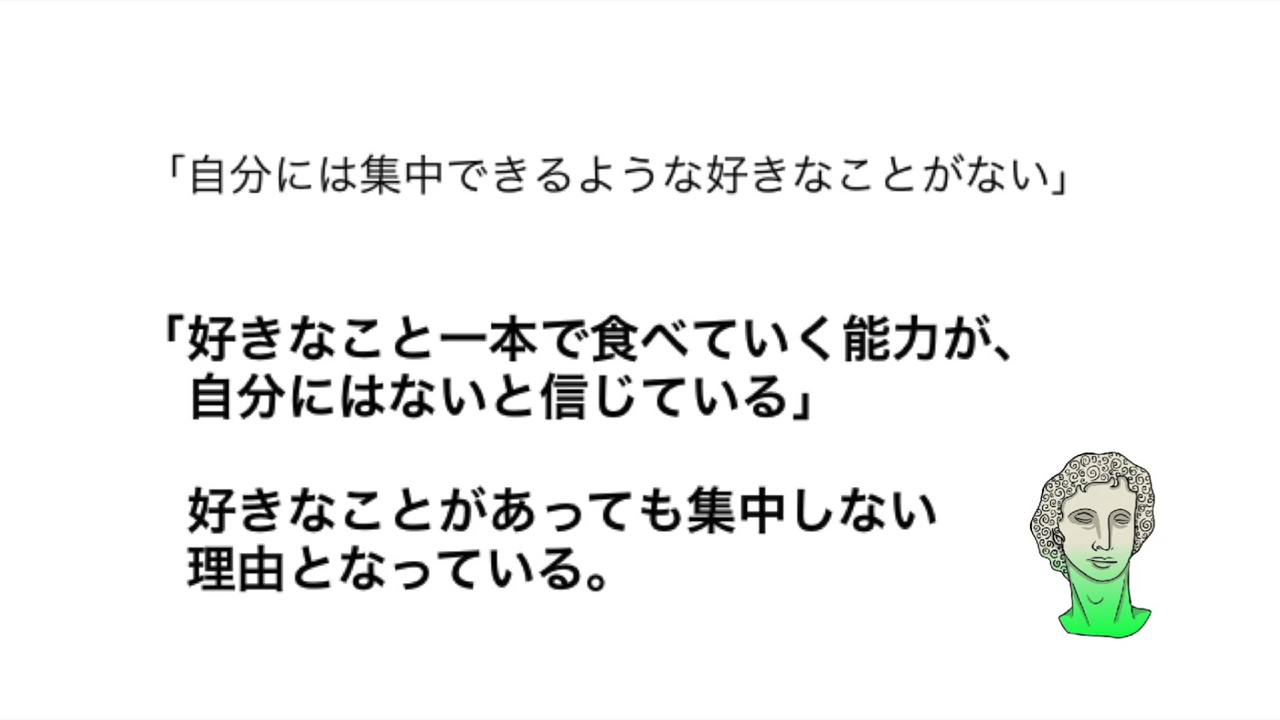 「自分には集中できるような好きなことがない」
「好きなこと一本で食べていく能力が、
自分にはないと信じている」
好きなことがあっても集中しない
理由となっている。